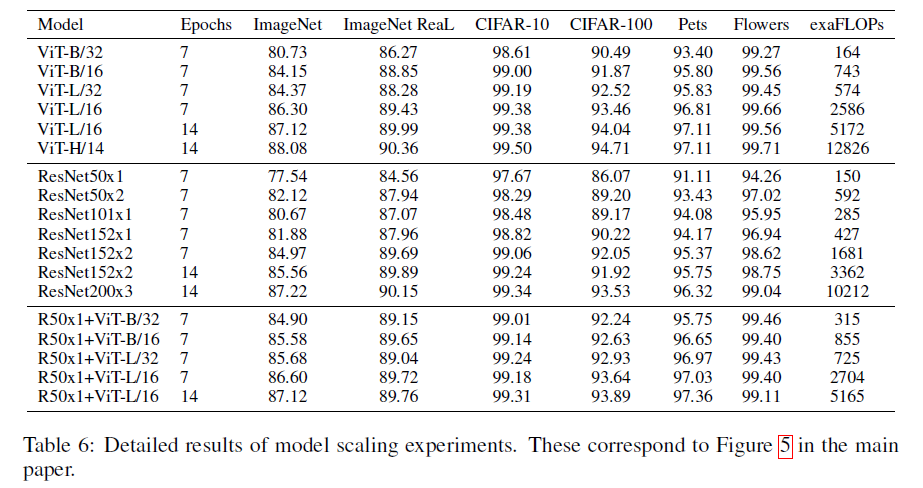 Model Epochs ImageNet ImageNet ReaL CIFAR-10 CIFAR-100 Pets Flowers exaFLOPs
ViT-B/32 7 80.73 86.27 98.61 90.49 93.40 99.27 164
ViT-B/16 7 84.15 88.85 99.00 91.87 95.80 99.56 743
ViT-L/32 7 84.37 88.28 99.19 92.52 95.83 99.45 574
ViT-L/16 7 86.30 89.43 99.38 93.46 96.81 99.66 2586
ViT-L/16 14 87.12 89.99 99.38 94.04 97.11 99.56 5172
ViT-H/14 14 88.08 90.36 99.50 94.71 97.11 99.71 12826
ResNet50x1 7 77.54 84.56 97.67 86.07 91.11 94.26 150
ResNet50x2 7 82.12 87.94 98.29 89.20 93.43 97.02 592
ResNet101x1 7 80.67 87.07 98.48 89.17 94.08 95.95 285
ResNet152x1 7 81.88 87.96 98.82 90.22 94.17 96.94 427
ResNet152x2 7 84.97 89.69 99.06 92.05 95.37 98.62 1681
ResNet152x2 14 85.56 89.89 99.24 91.92 95.75 98.75 3362
ResNet200x3 14 87.22 90.15 99.34 93.53 96.32 99.04 10212
R50x1+ViT-B/32 7 84.90 89.15 99.01 92.24 95.75 99.46 315
R50x1+ViT-B/16 7 85.58 89.65 99.14 92.63 96.65 99.40 855
R50x1+ViT-L/32 7 85.68 89.04 99.24 92.93 96.97 99.43 725
R50x1+ViT-L/16 7 86.60 89.72 99.18 93.64 97.03 99.40 2704
R50x1+ViT-L/16 14 87.12 89.76 99.31 93.89 97.36 99.11 5165
Table 6: Detailed results of model scaling experiments. These correspond to Figure 5 in the main
paper.